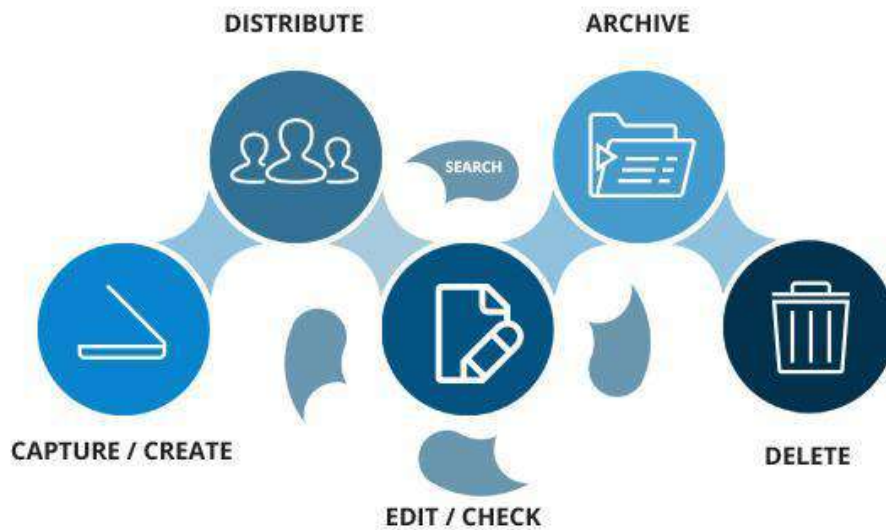 DISTRIBUTE
ARCHIVE
SEARCH
CAPTURE / CREATE
DELETE
EDIT / CHECK